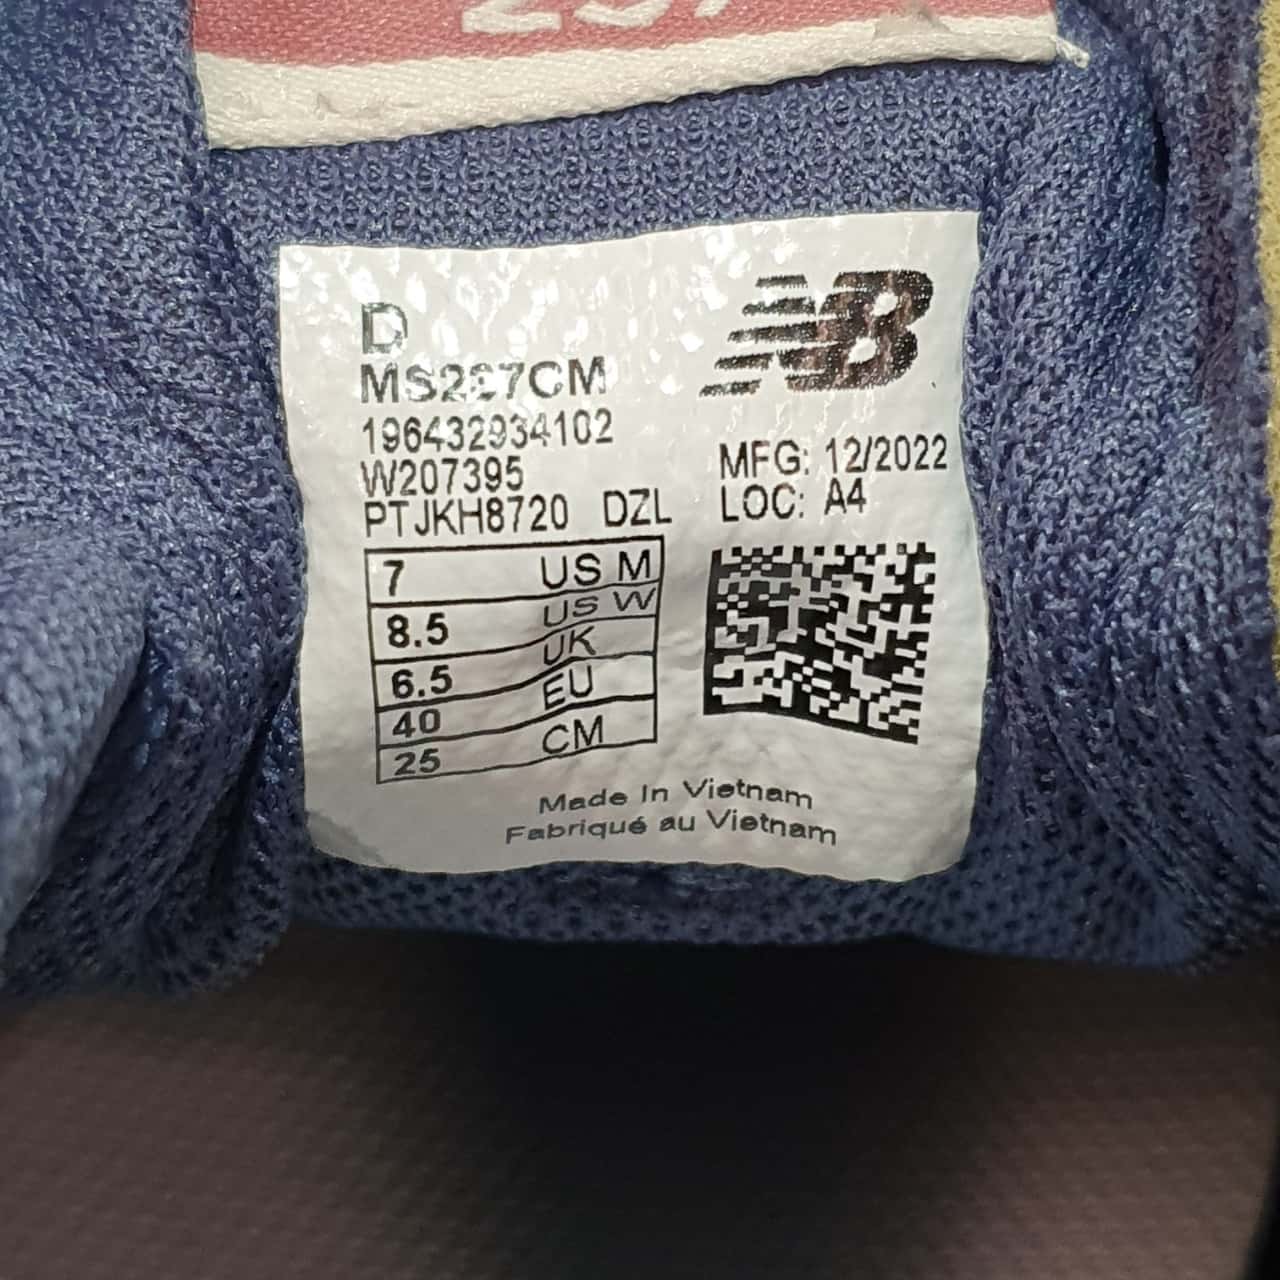 D
NB
MS237CM
196432934102
W207395
MFG: 12/2022
PTJKH8720 DZL
LOC: A4
7 US M
8.5 US W
6.5 UK
40 EU
25 CM
Made In Vietnam
Fabriqué au Vietnam